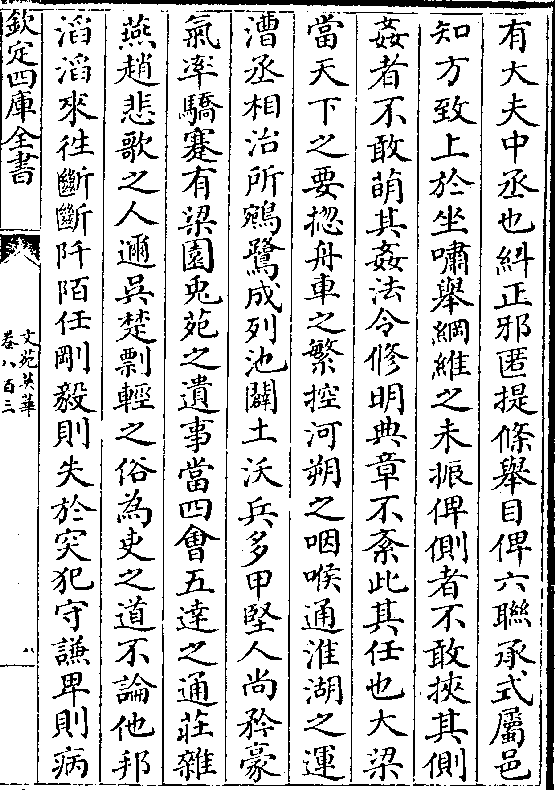 有大夫中丞也糾正邪匿提條舉目俾六聯承式屬邑
知方致上於坐嘯舉綱維之未振俾側者不敢挾其側
姦者不敢萌其姦法令修明典章不紊此其任也大梁
當天下之要揔舟車之繁控河朔之咽喉通淮湖之運
漕丞相治所鵷鷺成列池闢土沃兵多甲堅人尚矜豪
氣率驕蹇有梁園兎苑之遺事當四會五達之通莊雜
燕趙悲歌之人邇吳楚剽輕之俗為吏之道不論他邦
滔滔來徃斷斷阡陌任剛毅則失於突犯守謙卑則病
欽定四庫全書
文苑英華
卷八百三
八